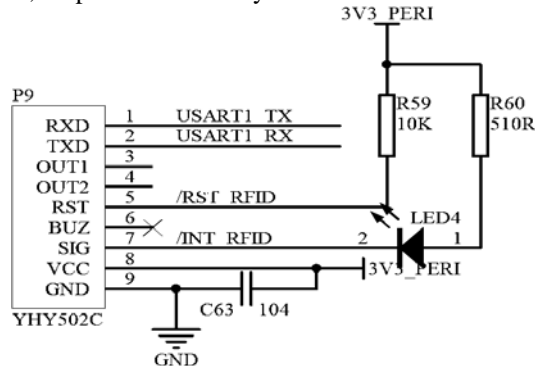 3V3_PERI
P9
R59
10K
R60
510R
RXD 1 USART1_TX
TXD 2 USART1_RX
OUT1 3
OUT2 4
RST 5 /RST_RFID
BUZ 6
LED4
SIG 7 /INT_RFID 2 1
VCC 8
3V3_PERI
GND 9
C63 104
YHY502C
GND